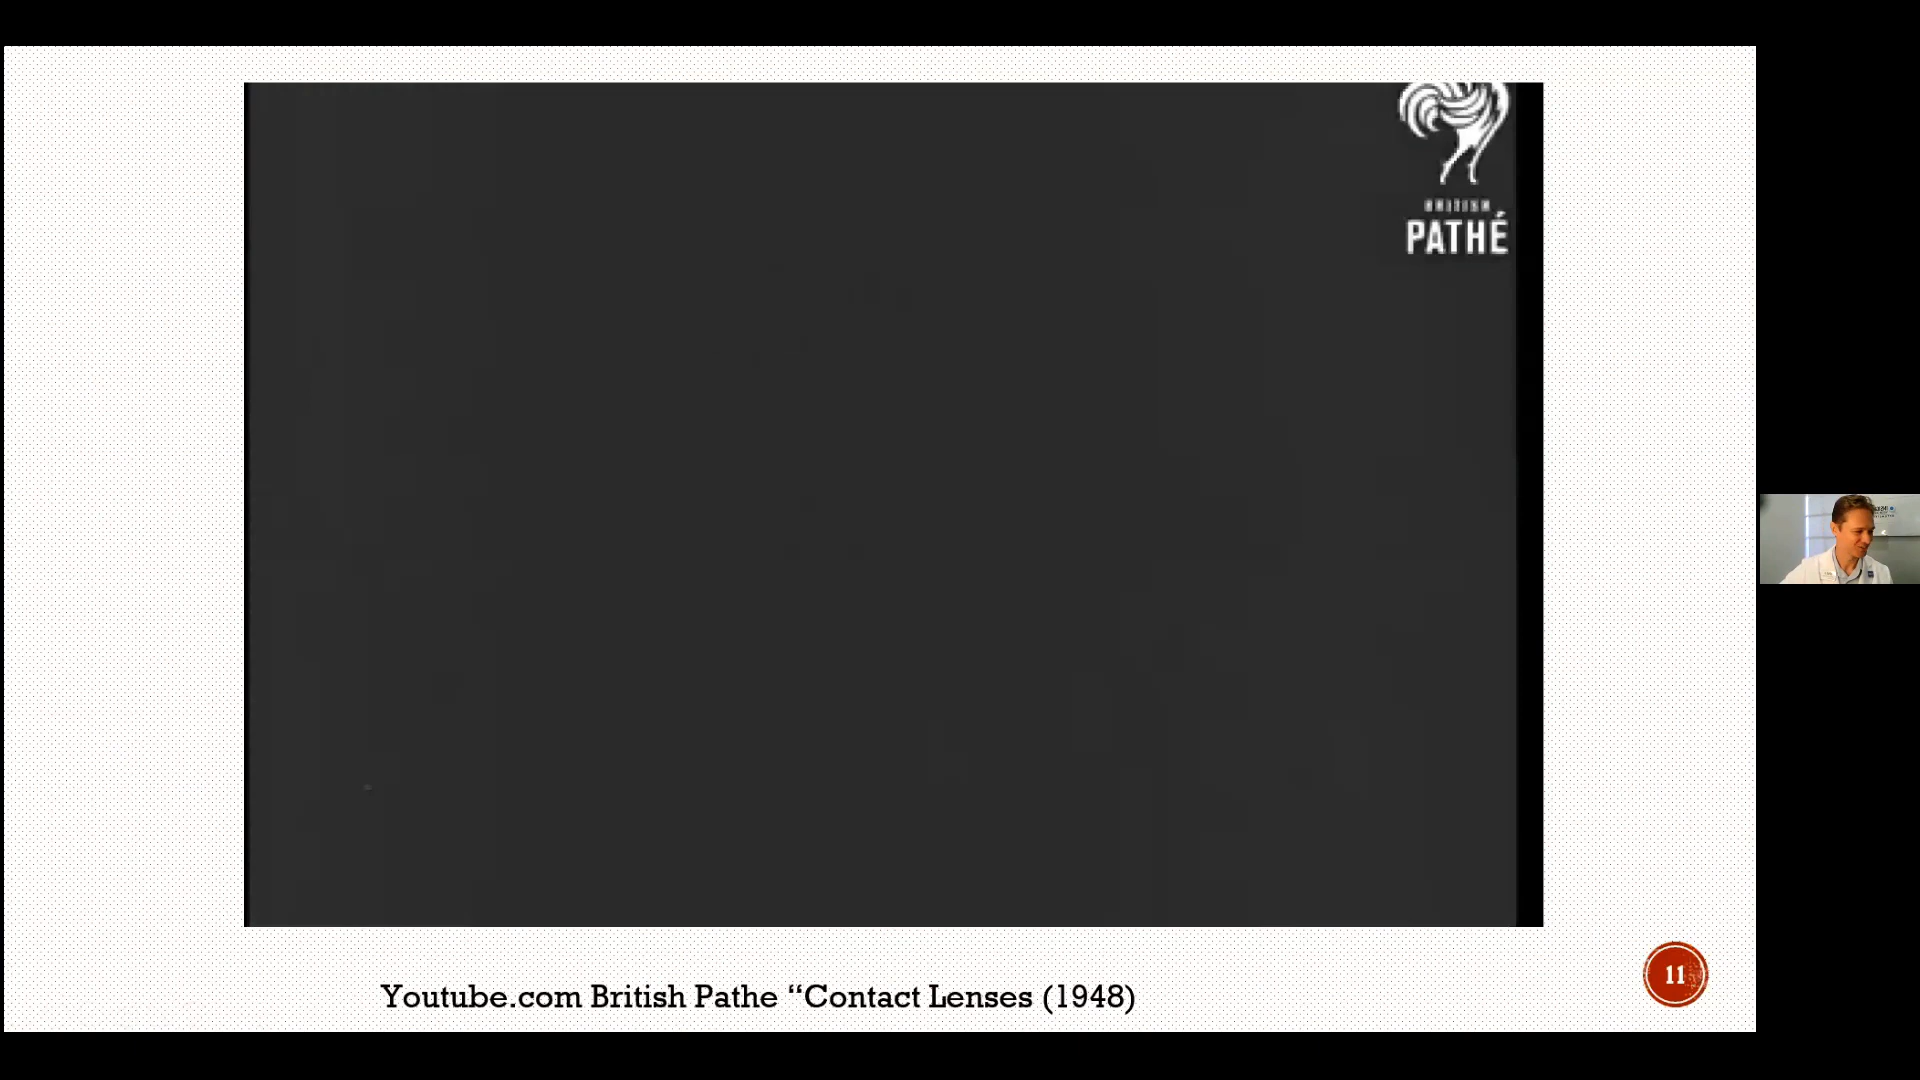 BRITISH
PATHÉ
Youtube.com British Pathe “Contact Lenses (1948)
11